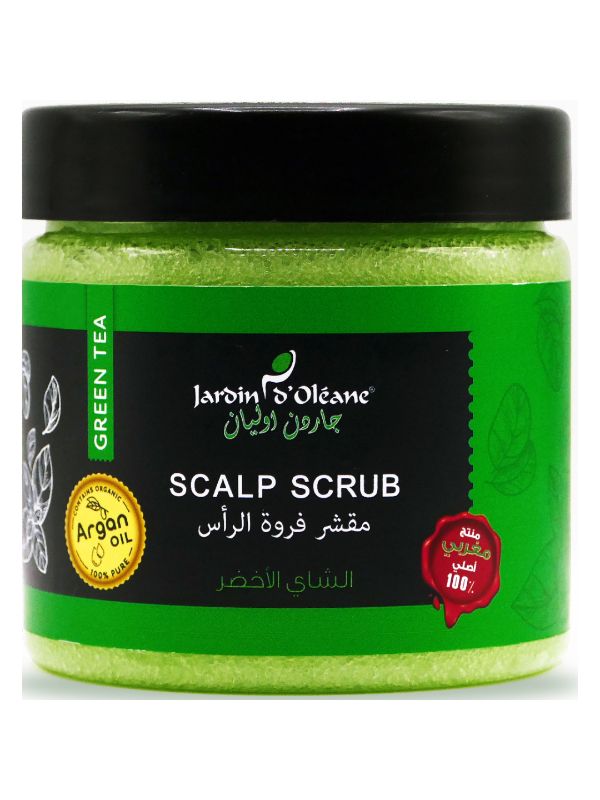 GREEN TEA
Jardin d'Oléane®
جاردن اوليان
SCALP SCRUB
مقشر فروة الرأس
الشاي الأخضر
CONTAINS ORGANIC
Argan
OIL
100% PURE
منتج
مغربي
أصلي
100%